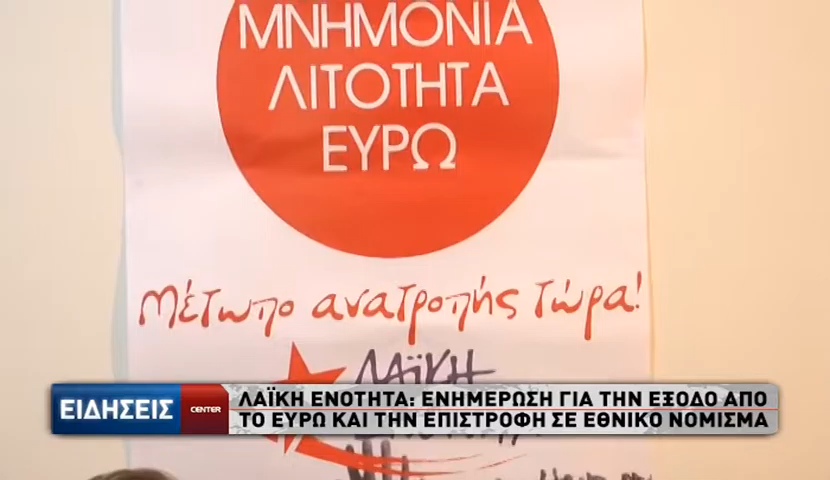 ΜΝΗΜΟΝΙΑ
ΛΙΤΟΤΗΤΑ
ΕΥΡΩ
Μέτωπο ανατροπής τώρα!
ΛΑΪΚΗ
ΕΙΔΗΣΕΙΣ
CENTER
ΛΑΪΚΗ ΕΝΟΤΗΤΑ: ΕΝΗΜΕΡΩΣΗ ΓΙΑ ΤΗΝ ΕΞΟΔΟ ΑΠΟ
ΤΟ ΕΥΡΩ ΚΑΙ ΤΗΝ ΕΠΙΣΤΡΟΦΗ ΣΕ ΕΘΝΙΚΟ ΝΟΜΙΣΜΑ